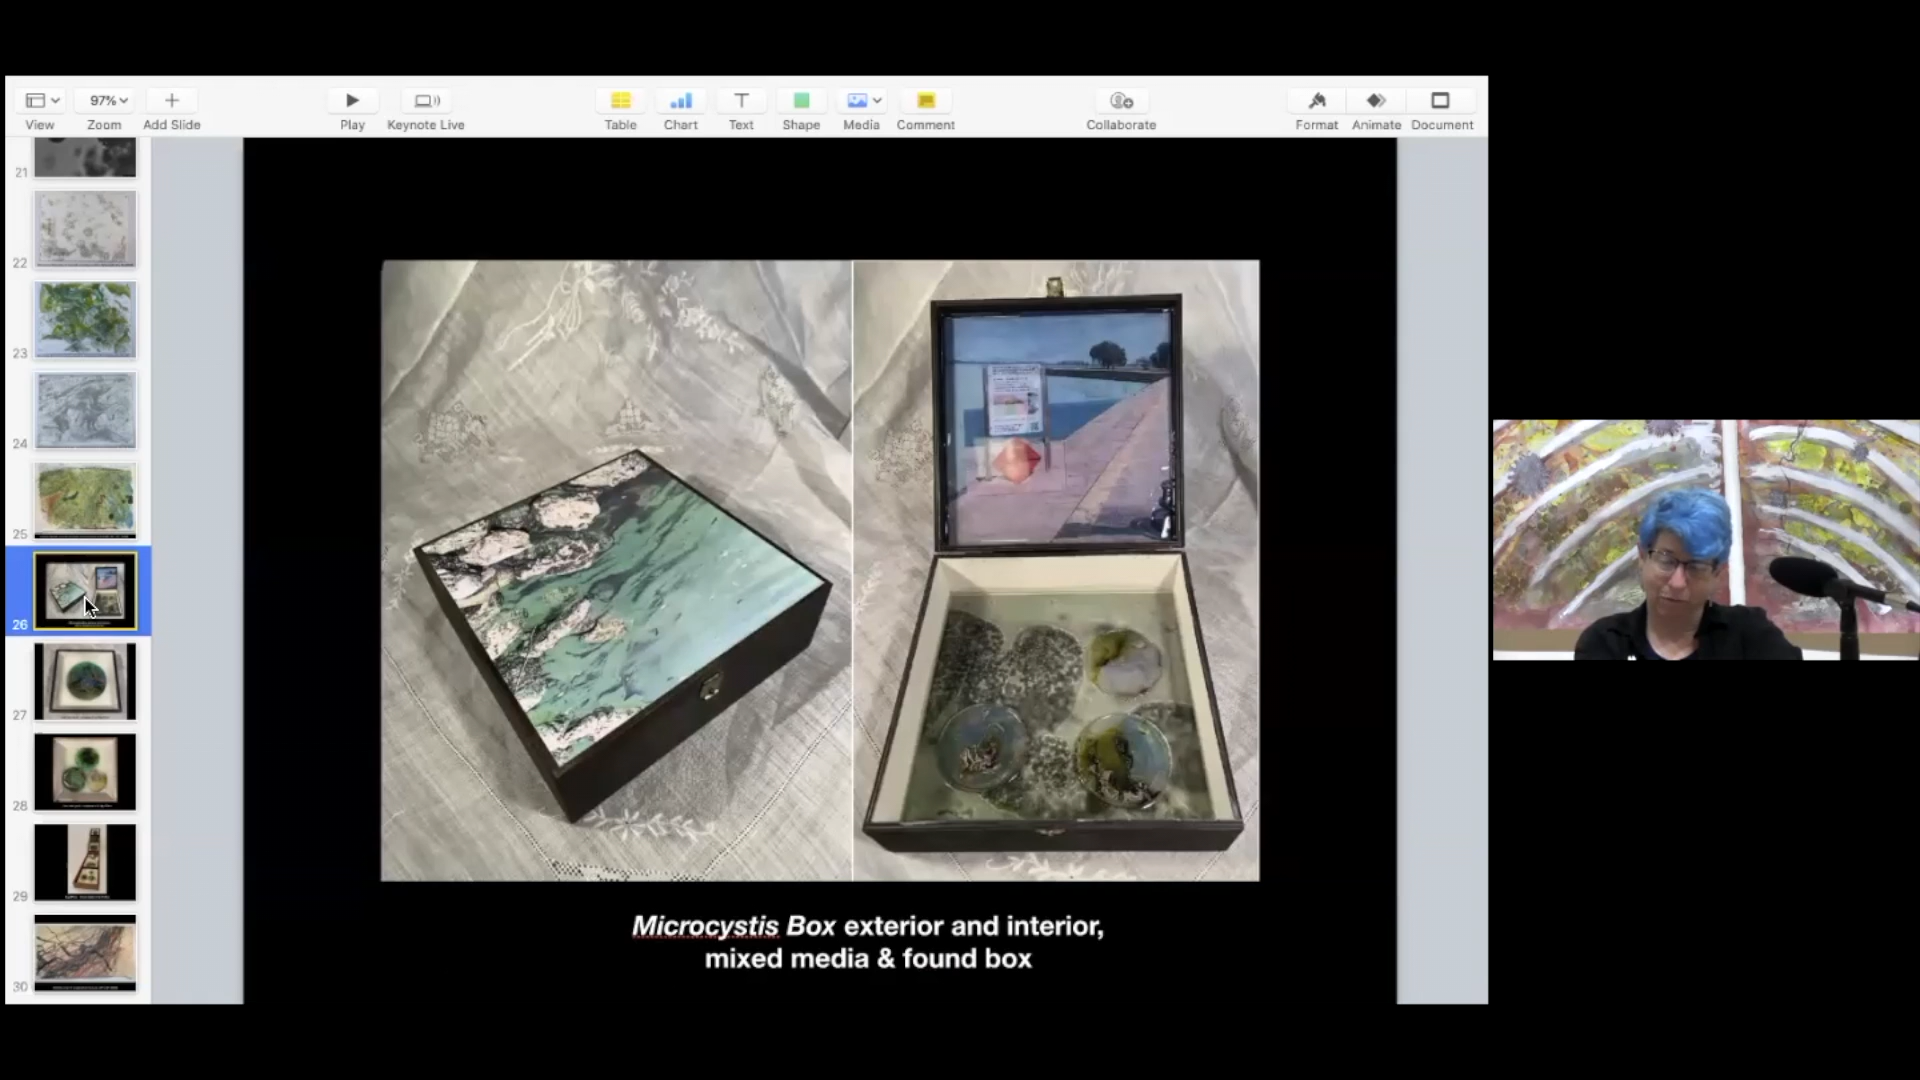 View
97%
Zoom
Add Slide
Play
Keynote Live
Table
Chart
Text
Shape
Media
Comment
Collaborate
Format
Animate
Document
21
22
23
24
25
26
27
28
29
30
Microcystis Box exterior and interior,
mixed media & found box